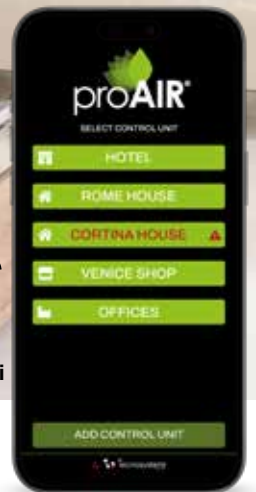 proAIR®
SELECT CONTROL UNIT
HOTEL
ROME HOUSE
CORTINA HOUSE
VENICE SHOP
OFFICES
i
ADD CONTROL UNIT